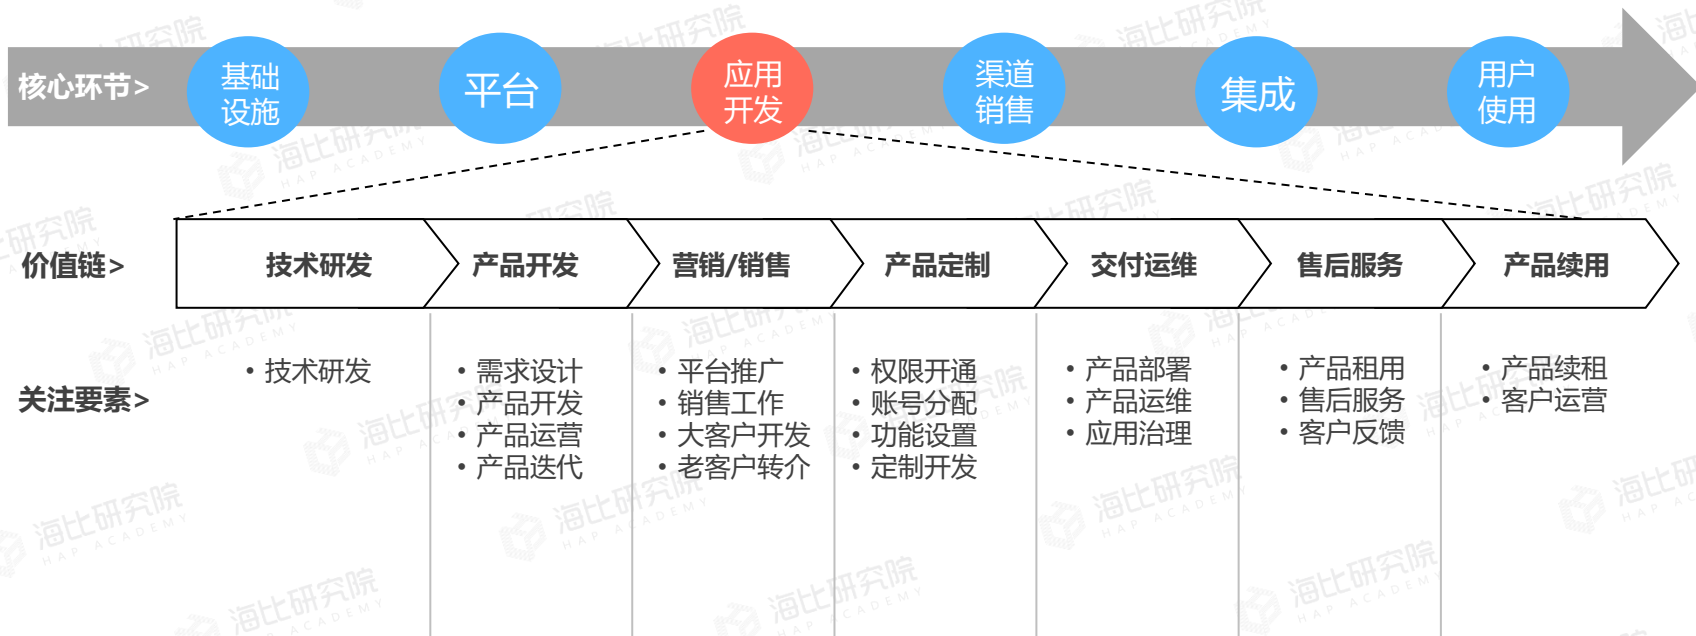 核心环节>
基础
设施
平台
应用
开发
渠道
销售
集成
用户
使用
价值链>
技术研发
产品开发
营销/销售
产品定制
交付运维
售后服务
产品续用
关注要素>
• 技术研发
• 需求设计
• 产品开发
• 产品运营
• 产品迭代
• 平台推广
• 销售工作
• 大客户开发
• 老客户转介
• 权限开通
• 账号分配
• 功能设置
• 定制开发
• 产品部署
• 产品运维
• 应用治理
• 产品租用
• 售后服务
• 客户反馈
• 产品续租
• 客户运营
海比研究院
HAP ACADEMY